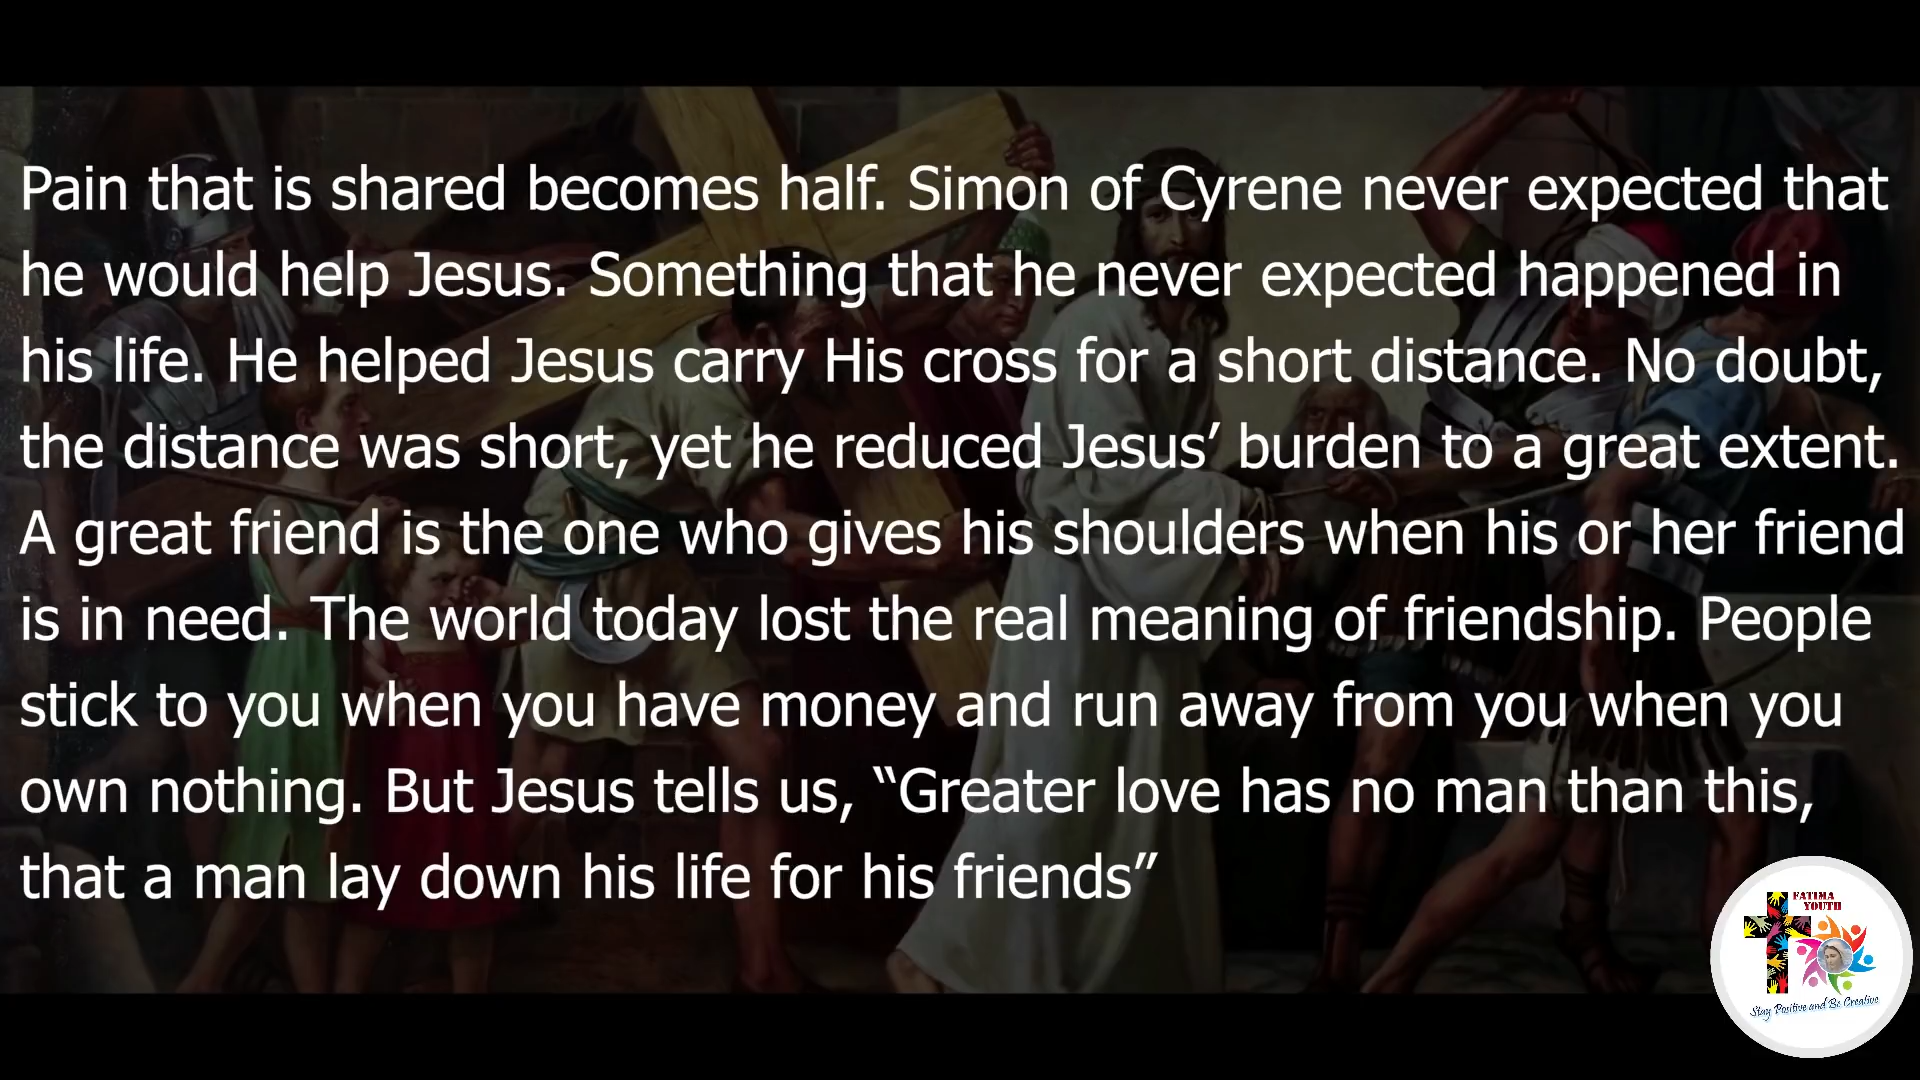 Pain that is shared becomes half. Simon of Cyrene never expected that
he would help Jesus. Something that he never expected happened in
his life. He helped Jesus carry His cross for a short distance. No doubt,
the distance was short, yet he reduced Jesus’ burden to a great extent.
A great friend is the one who gives his shoulders when his or her friend
is in need. The world today lost the real meaning of friendship. People
stick to you when you have money and run away from you when you
own nothing. But Jesus tells us, “Greater love has no man than this,
that a man lay down his life for his friends”
FATIMA
YOUTH
Stay Positive and Be Creative